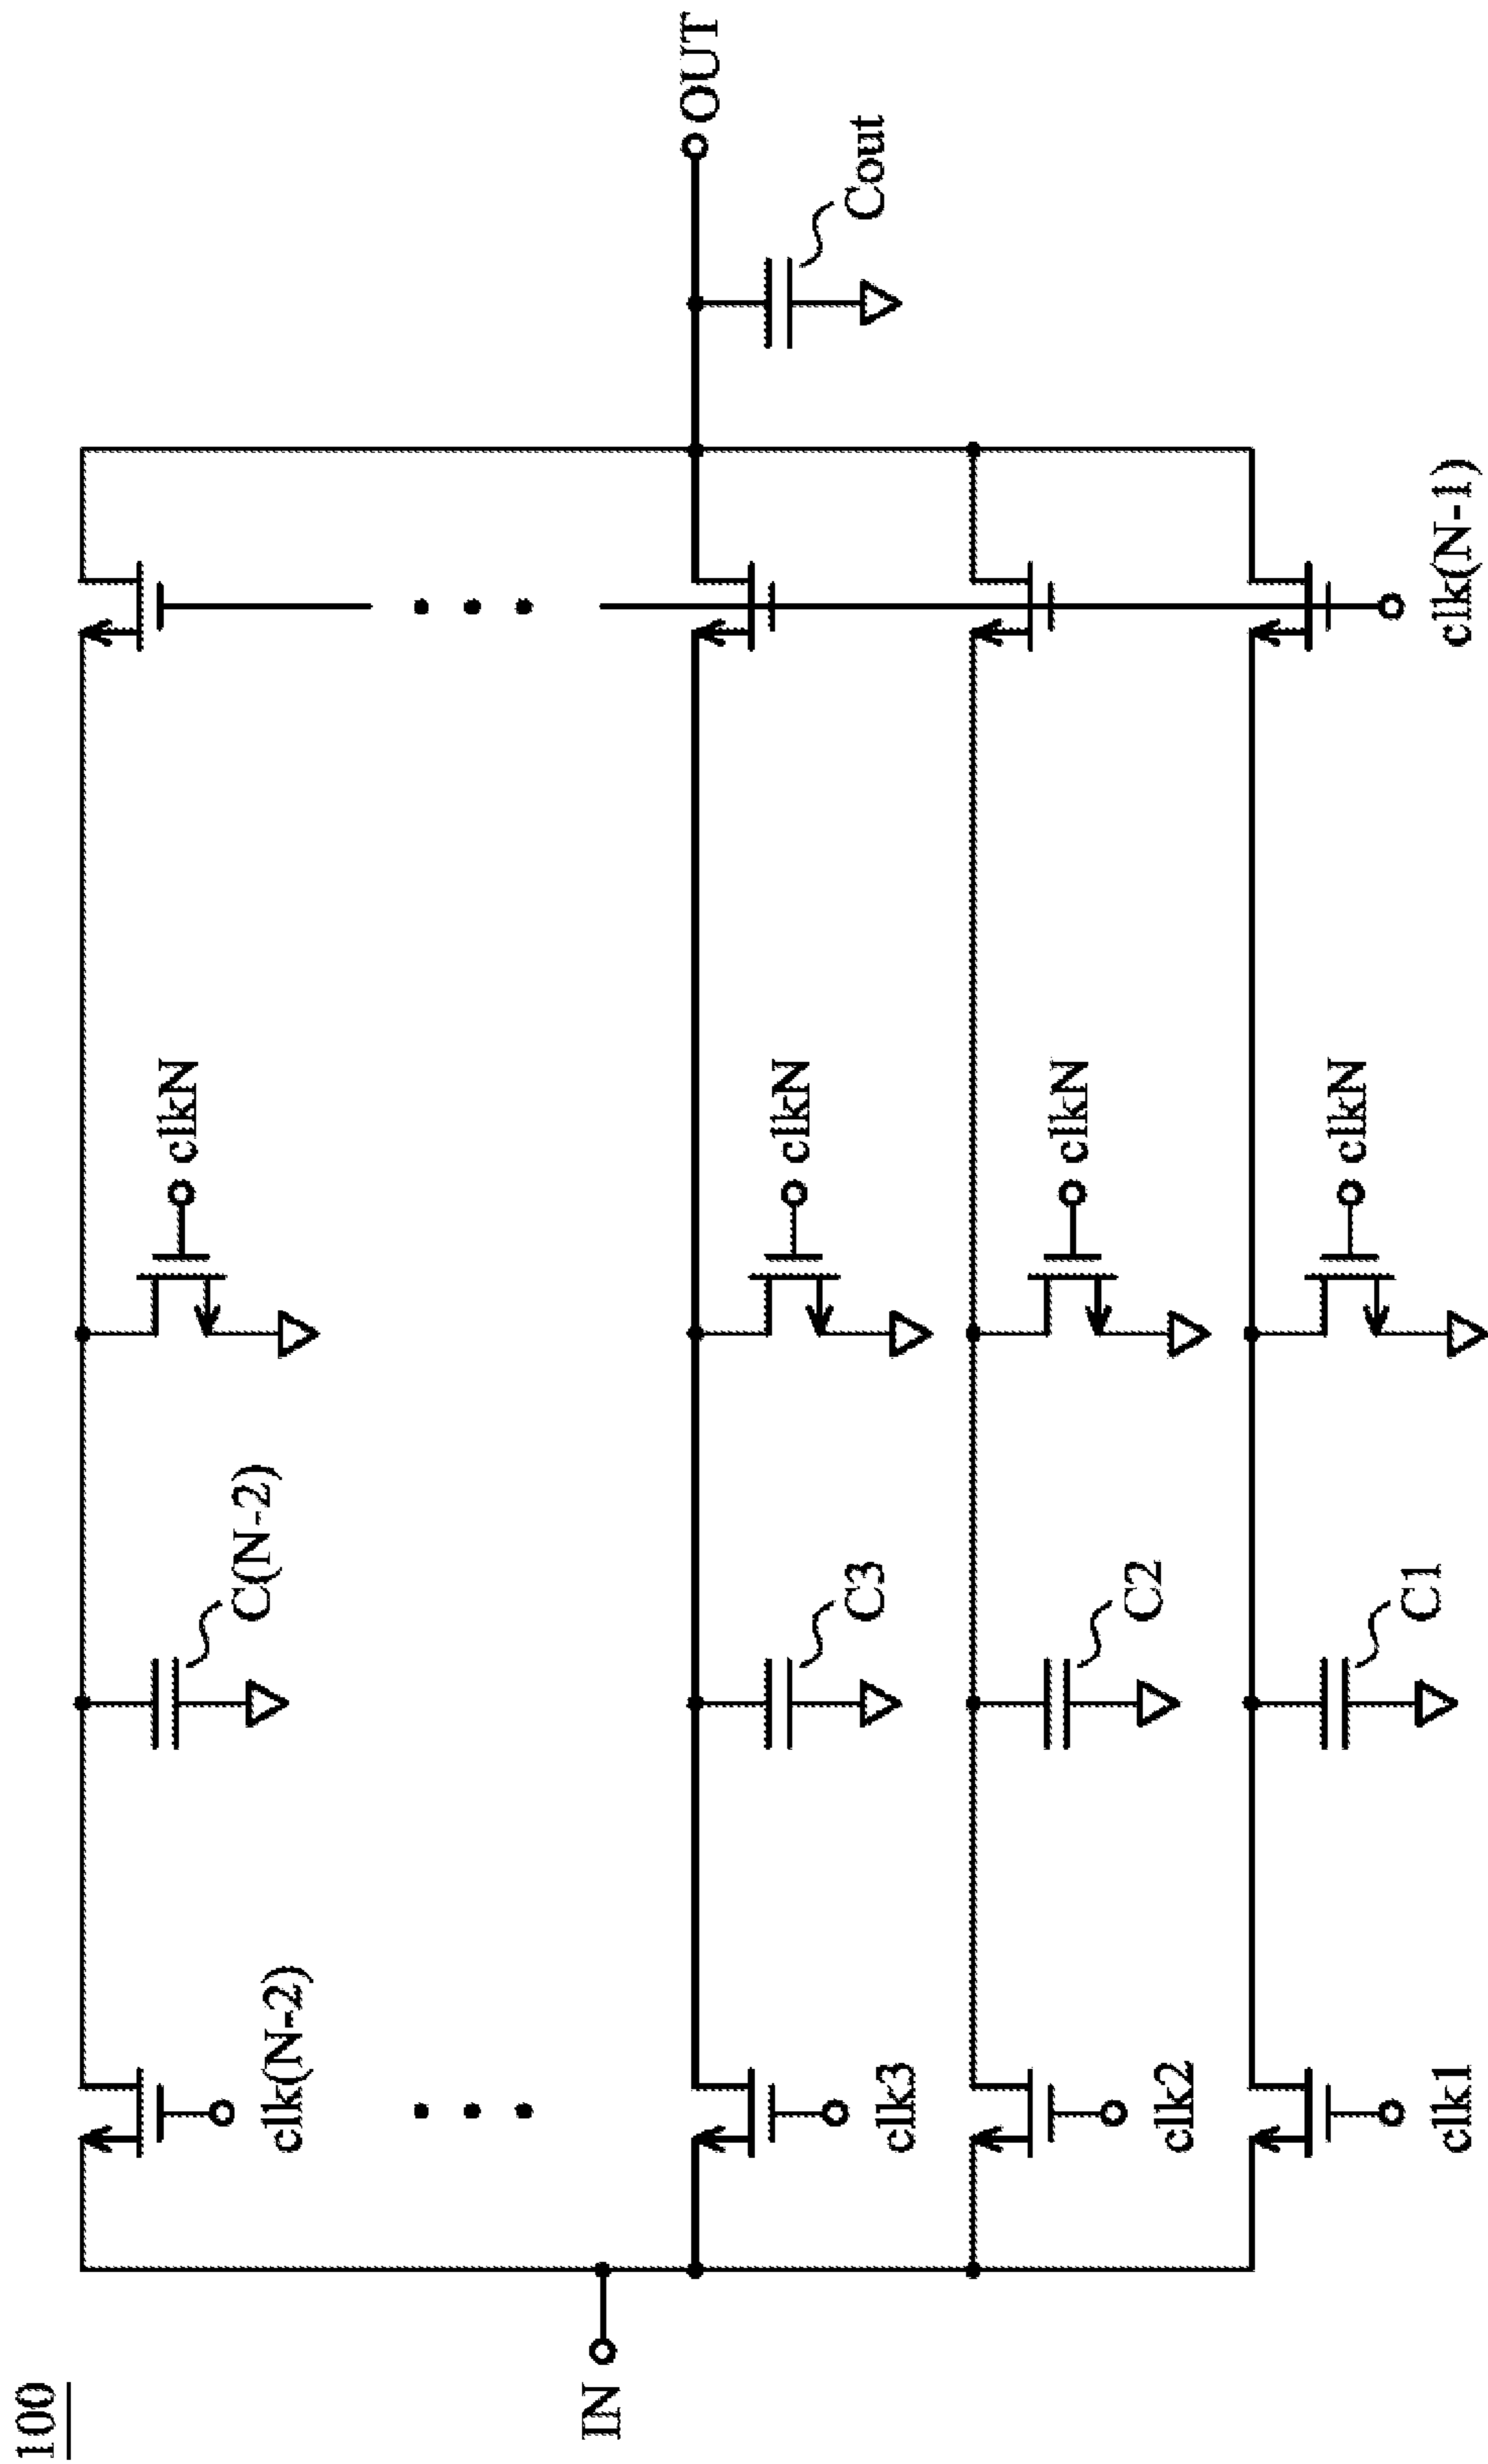 100
IN
clk(N-2)
clk3
clk2
clk1
C(N-2)
C3
C2
C1
clkN
clkN
clkN
clkN
clk(N-1)
Cout
OUT